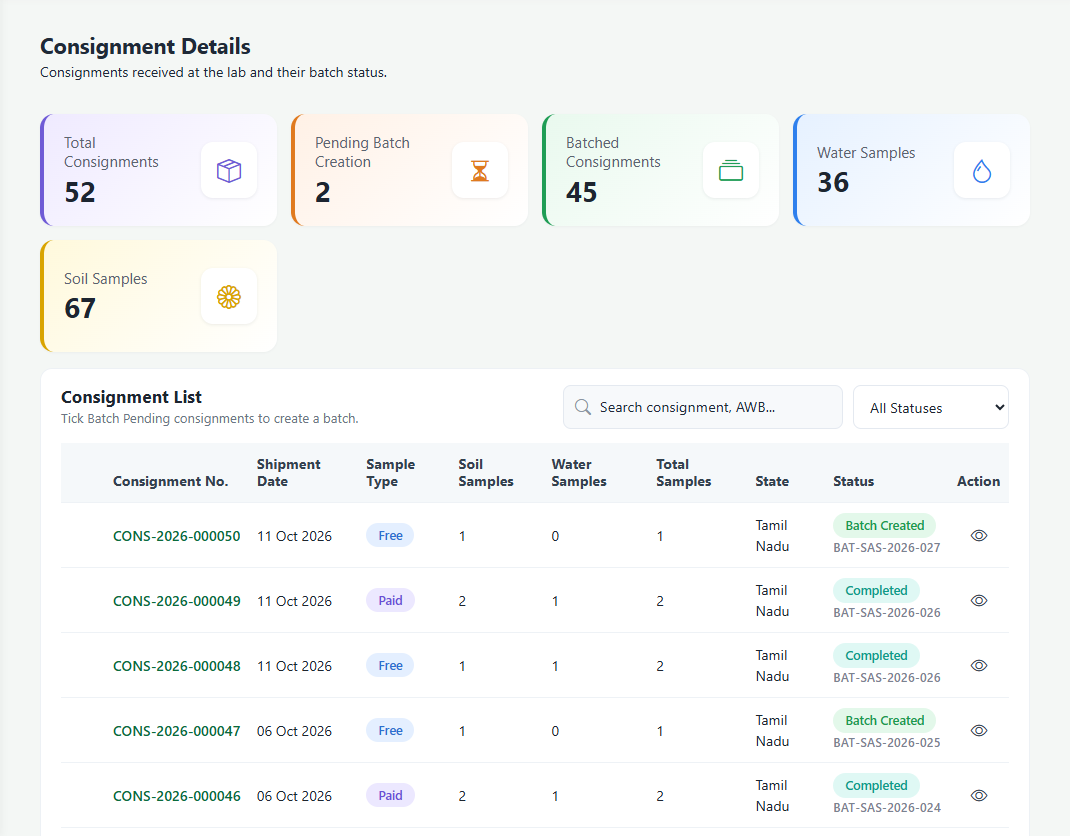 Consignment Details
Consignments received at the lab and their batch status.
Total
Consignments
52
Pending Batch
Creation
2
Batched
Consignments
45
Water Samples
36
Soil Samples
67
Consignment List
Tick Batch Pending consignments to create a batch.
Search consignment, AWB...
All Statuses
Consignment No. Shipment Date Sample Type Soil Samples Water Samples Total Samples State Status Action
CONS-2026-000050 11 Oct 2026 Free 1 0 1 Tamil Nadu Batch Created
BAT-SAS-2026-027
CONS-2026-000049 11 Oct 2026 Paid 2 1 2 Tamil Nadu Completed
BAT-SAS-2026-026
CONS-2026-000048 11 Oct 2026 Free 1 1 2 Tamil Nadu Completed
BAT-SAS-2026-026
CONS-2026-000047 06 Oct 2026 Free 1 0 1 Tamil Nadu Batch Created
BAT-SAS-2026-025
CONS-2026-000046 06 Oct 2026 Paid 2 1 2 Tamil Nadu Completed
BAT-SAS-2026-024